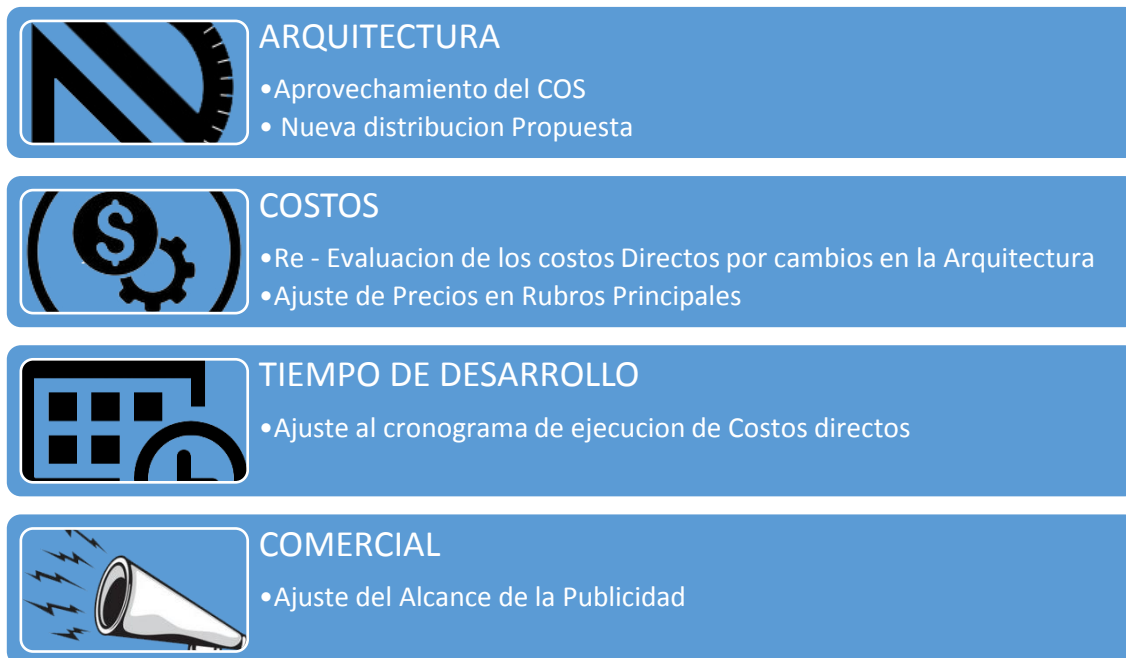 ARQUITECTURA
•Aprovechamiento del COS
• Nueva distribucion Propuesta
COSTOS
$
•Re - Evaluacion de los costos Directos por cambios en la Arquitectura
•Ajuste de Precios en Rubros Principales
TIEMPO DE DESARROLLO
•Ajuste al cronograma de ejecucion de Costos directos
COMERCIAL
•Ajuste del Alcance de la Publicidad